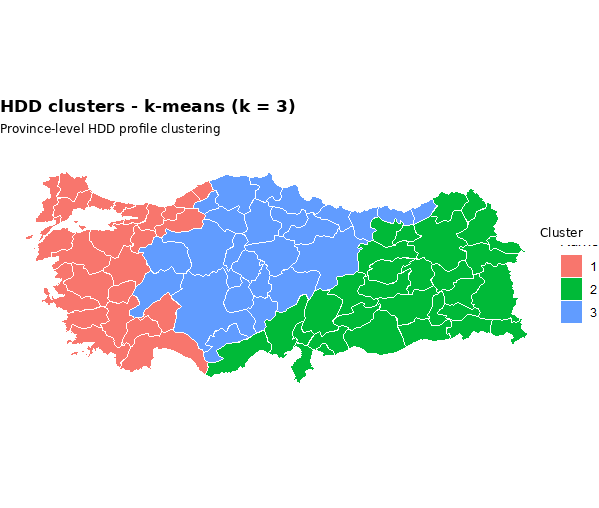 HDD clusters - k-means (k = 3)
Province-level HDD profile clustering
Cluster
1
2
3